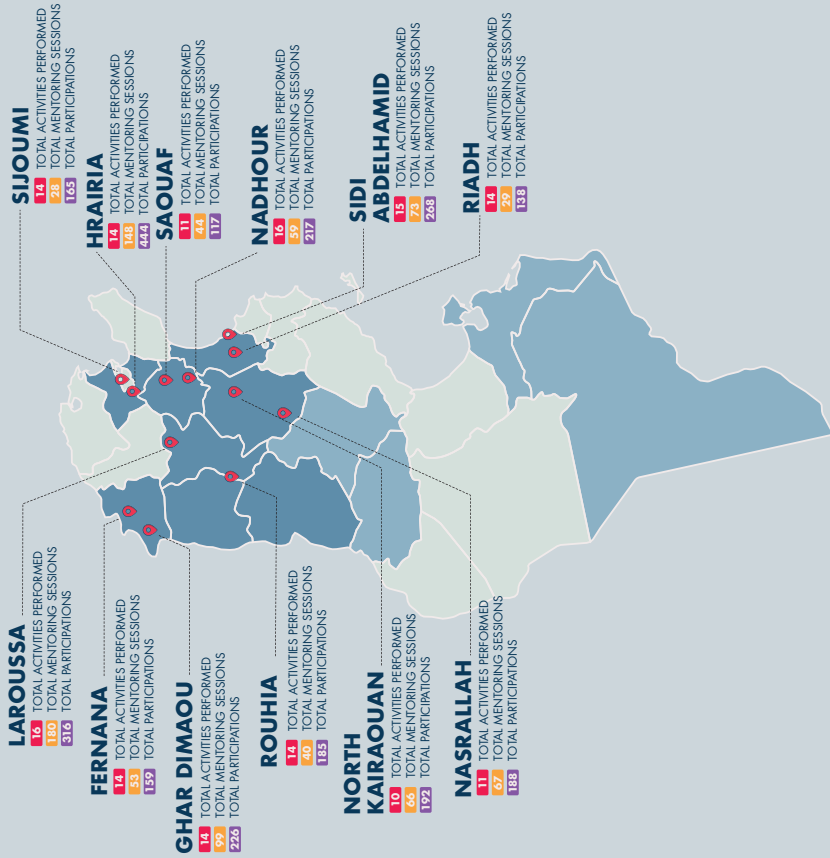 LAROUSSA
16 TOTAL ACTIVITIES PERFORMED
180 TOTAL MENTORING SESSIONS
316 TOTAL PARTICIPATIONS
FERNANA
14 TOTAL ACTIVITIES PERFORMED
53 TOTAL MENTORING SESSIONS
159 TOTAL PARTICIPATIONS
GHAR DIMAOU
14 TOTAL ACTIVITIES PERFORMED
99 TOTAL MENTORING SESSIONS
226 TOTAL PARTICIPATIONS
ROUHIA
14 TOTAL ACTIVITIES PERFORMED
40 TOTAL MENTORING SESSIONS
185 TOTAL PARTICIPATIONS
NORTH
KAIRAOUAN
10 TOTAL ACTIVITIES PERFORMED
66 TOTAL MENTORING SESSIONS
192 TOTAL PARTICIPATIONS
NASRALLAH
11 TOTAL ACTIVITIES PERFORMED
67 TOTAL MENTORING SESSIONS
188 TOTAL PARTICIPATIONS
SIJOUMI
14 TOTAL ACTIVITIES PERFORMED
28 TOTAL MENTORING SESSIONS
165 TOTAL PARTICIPATIONS
HRAIRIA
14 TOTAL ACTIVITIES PERFORMED
148 TOTAL MENTORING SESSIONS
444 TOTAL PARTICIPATIONS
SAOUAF
11 TOTAL ACTIVITIES PERFORMED
44 TOTAL MENTORING SESSIONS
117 TOTAL PARTICIPATIONS
NADHOUR
16 TOTAL ACTIVITIES PERFORMED
59 TOTAL MENTORING SESSIONS
217 TOTAL PARTICIPATIONS
SIDI
ABDELHAMID
15 TOTAL ACTIVITIES PERFORMED
73 TOTAL MENTORING SESSIONS
268 TOTAL PARTICIPATIONS
RIADH
14 TOTAL ACTIVITIES PERFORMED
29 TOTAL MENTORING SESSIONS
138 TOTAL PARTICIPATIONS